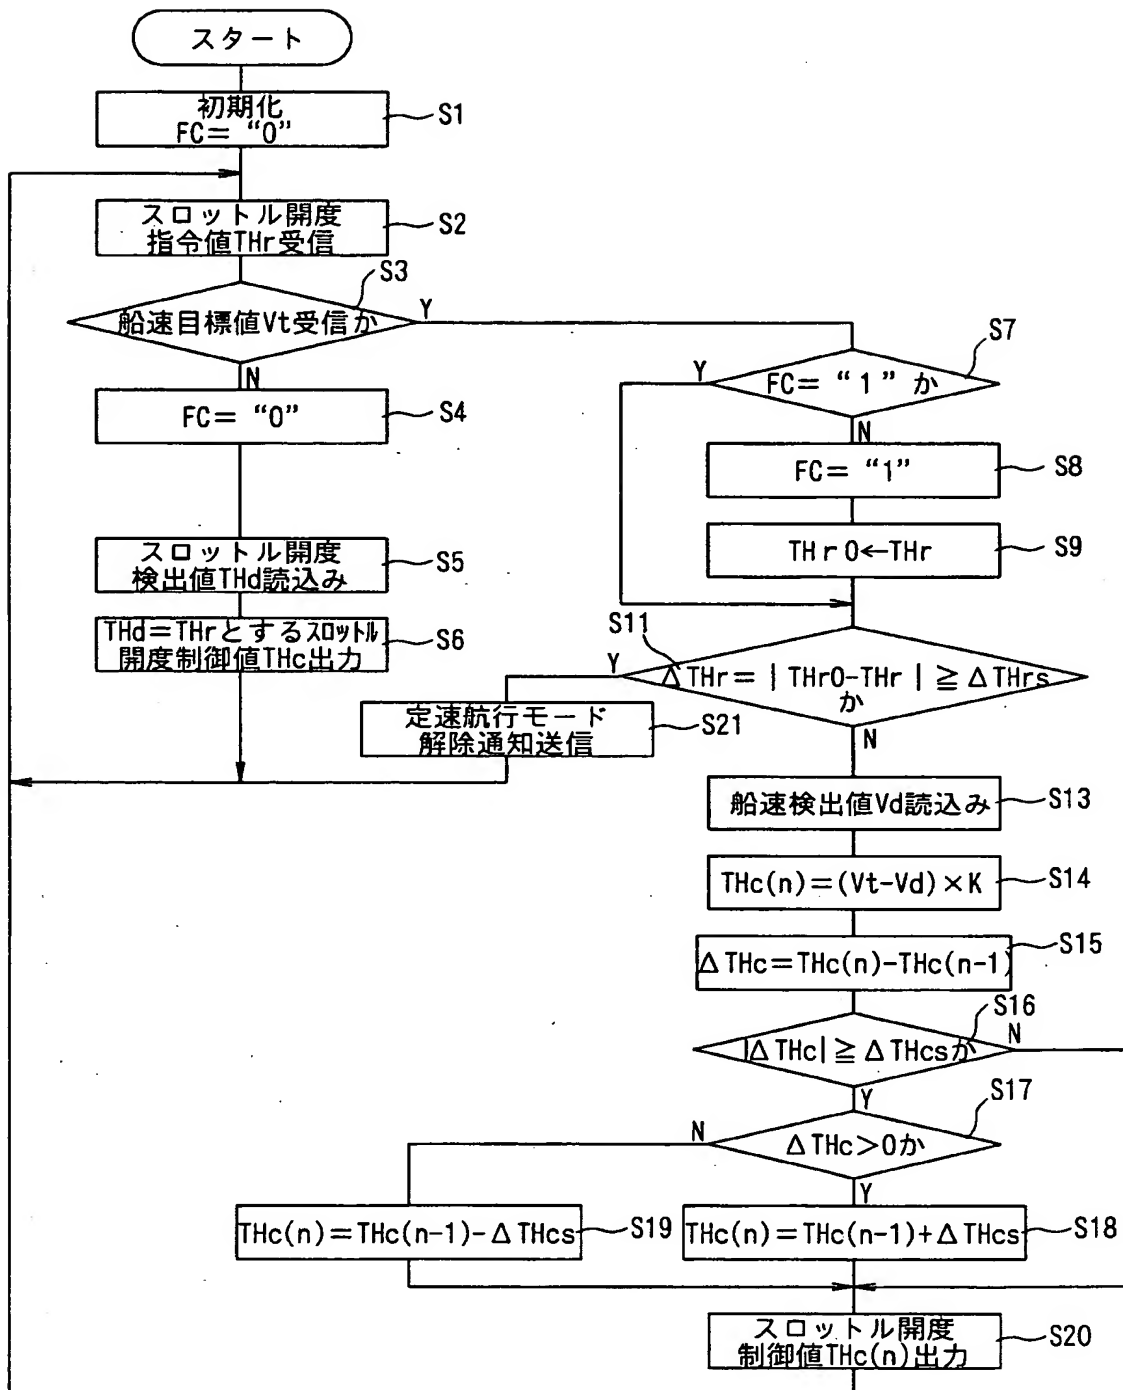 スタート
初期化
FC= “0”
S1
スロットル開度
指令値THr受信
S2
船速目標値Vt受信か
S3
Y
N
FC= “0”
S4
スロットル開度
検出値THd読込み
S5
THd=THrとするスロットル
開度制御値THc出力
S6
FC= “1” か
S7
Y
N
FC= “1”
S8
THr0←THr
S9
S11
ΔTHr=|THr0-THr|≧ΔTHrs
か
Y
N
定速航行モード
解除通知送信
S21
船速検出値Vd読込み
S13
THc(n)=(Vt-Vd)×K
S14
ΔTHc=THc(n)-THc(n-1)
S15
|ΔTHc|≧ΔTHcsか
S16
N
Y
ΔTHc>0か
S17
N
Y
THc(n)=THc(n-1)-ΔTHcs
S19
THc(n)=THc(n-1)+ΔTHcs
S18
スロットル開度
制御値THc(n)出力
S20